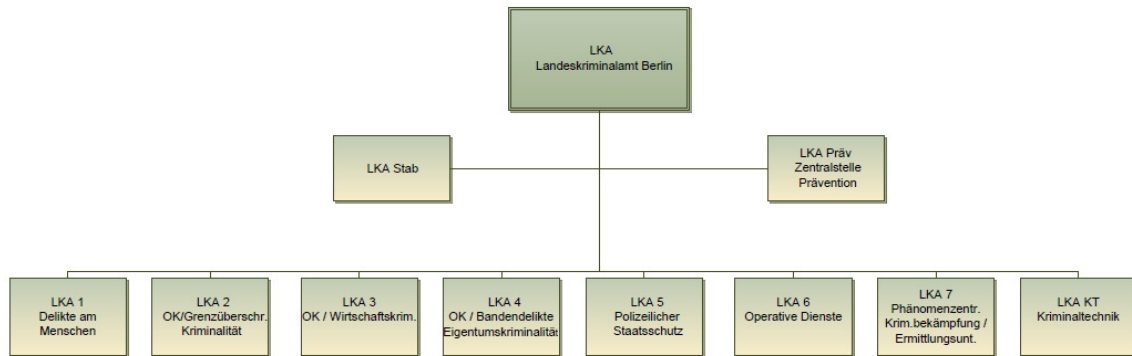 LKA
Landeskriminalamt Berlin
LKA Stab
LKA Präv
Zentralstelle
Prävention
LKA 1
Delikte am
Menschen
LKA 2
OK/Grenzüberschr.
Kriminalität
LKA 3
OK / Wirtschaftskrim.
LKA 4
OK / Bandendelikte
Eigentumskriminalität
LKA 5
Polizeilicher
Staatsschutz
LKA 6
Operative Dienste
LKA 7
Phänomenzentr.
Krim.bekämpfung /
Ermittlungsunt.
LKA KT
Kriminaltechnik